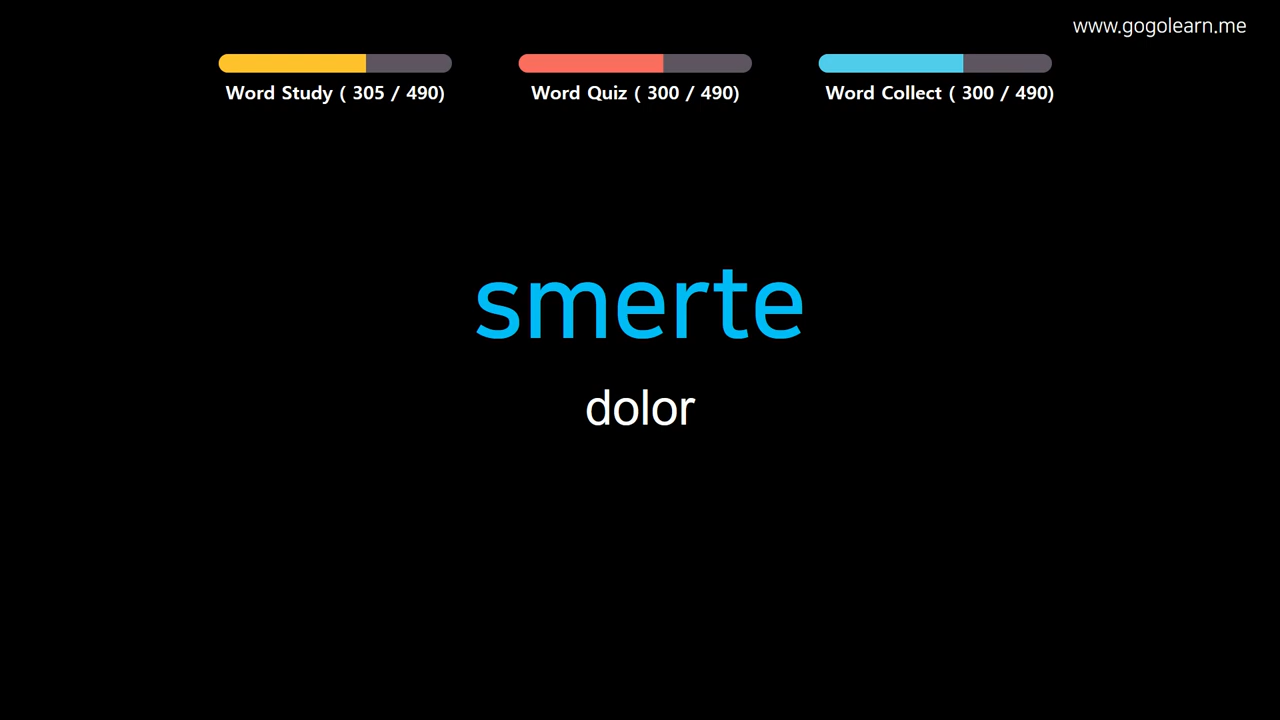 www.gogolearn.me
Word Study ( 305 / 490)
Word Quiz ( 300 / 490)
Word Collect ( 300 / 490)
smerte
dolor